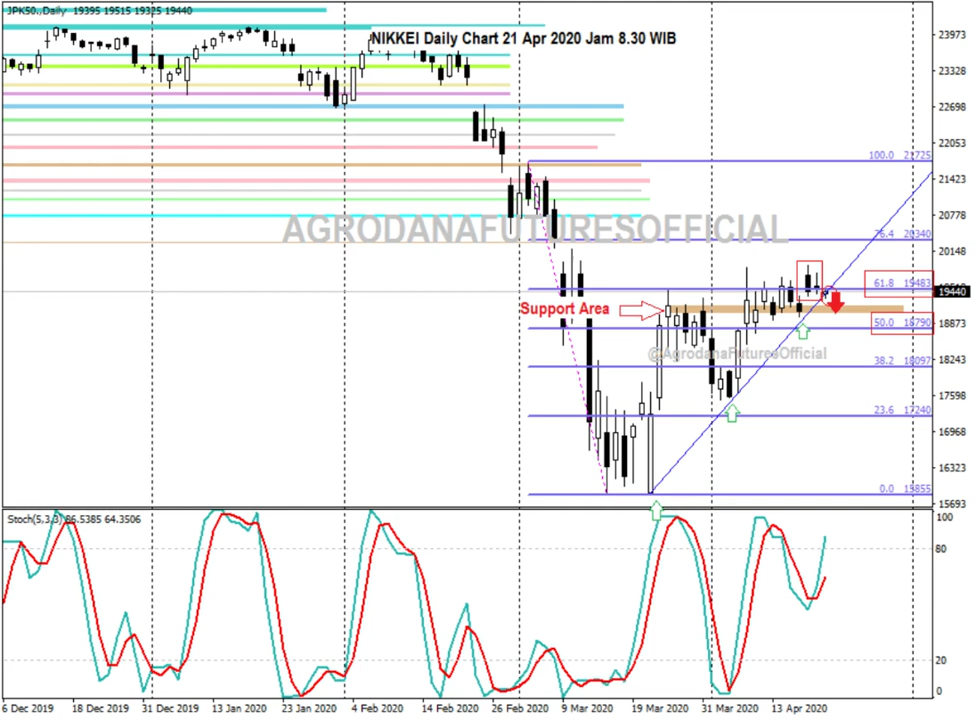 JPK50.,Daily 19395 19515 19325 19440
NIKKEI Daily Chart 21 Apr 2020 Jam 8.30 WIB
23973
23328
22698
22053
100.0 21725
21423
20778
AGRODANAFUTURESOFFICIAL
76.4 20340
20148
61.8 19483
19440
Support Area
50.0 18790
18873
@AgrodanaFuturesOfficial
38.2 18097
18243
17598
23.6 17240
16968
16323
0.0 15855
15693
Stoch(5,3,3) 86.5385 64.3506
100
80
20
0
6 Dec 2019
18 Dec 2019
31 Dec 2019
13 Jan 2020
23 Jan 2020
4 Feb 2020
14 Feb 2020
26 Feb 2020
9 Mar 2020
19 Mar 2020
31 Mar 2020
13 Apr 2020